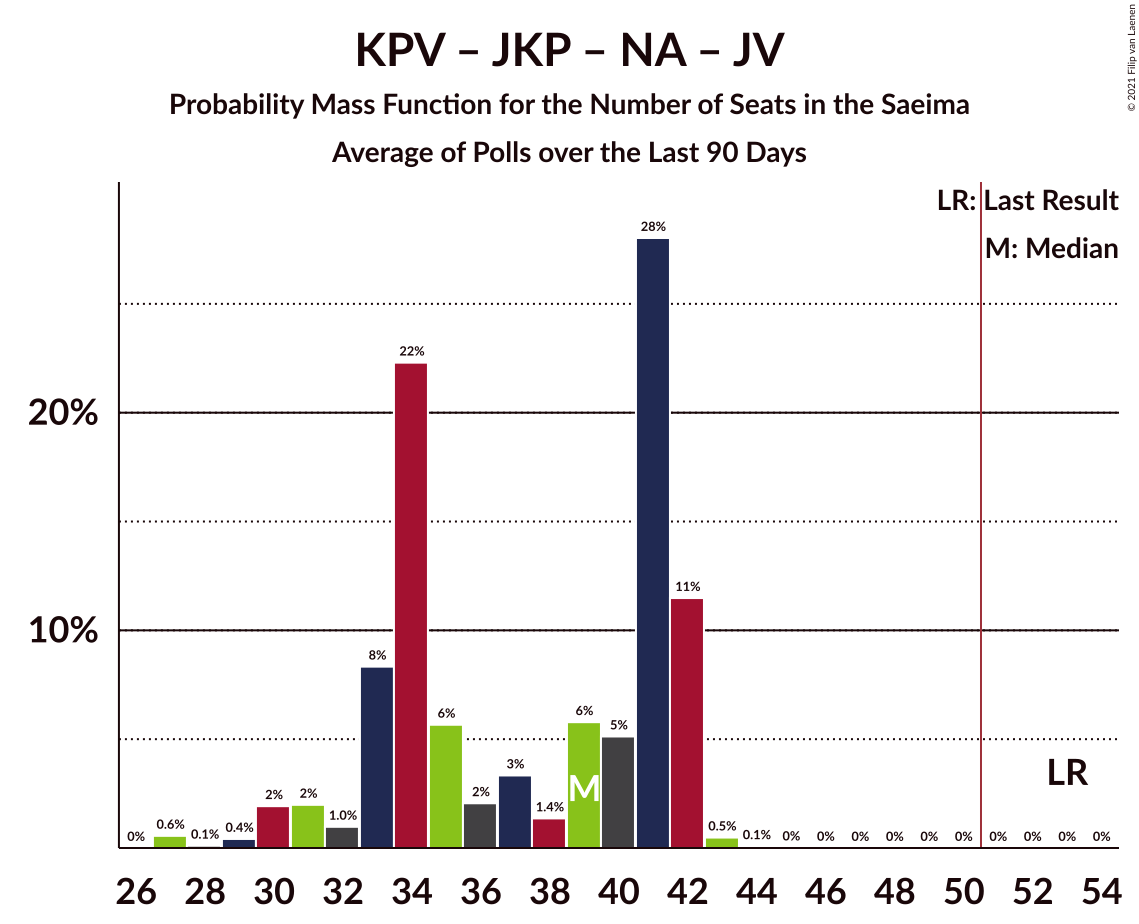 KPV – JKP – NA – JV
Probability Mass Function for the Number of Seats in the Saeima
Average of Polls over the Last 90 Days
© 2021 Filip van Laenen
LR: Last Result
M: Median
20%
10%
0% 0.6% 0.1% 0.4% 2% 2% 1.0% 8% 22% 6% 2% 3% 1.4% 6% 5% 28% 11% 0.5% 0.1% 0% 0% 0% 0% 0% 0% 0% 0% 0% 0%
M
LR
26 28 30 32 34 36 38 40 42 44 46 48 50 52 54